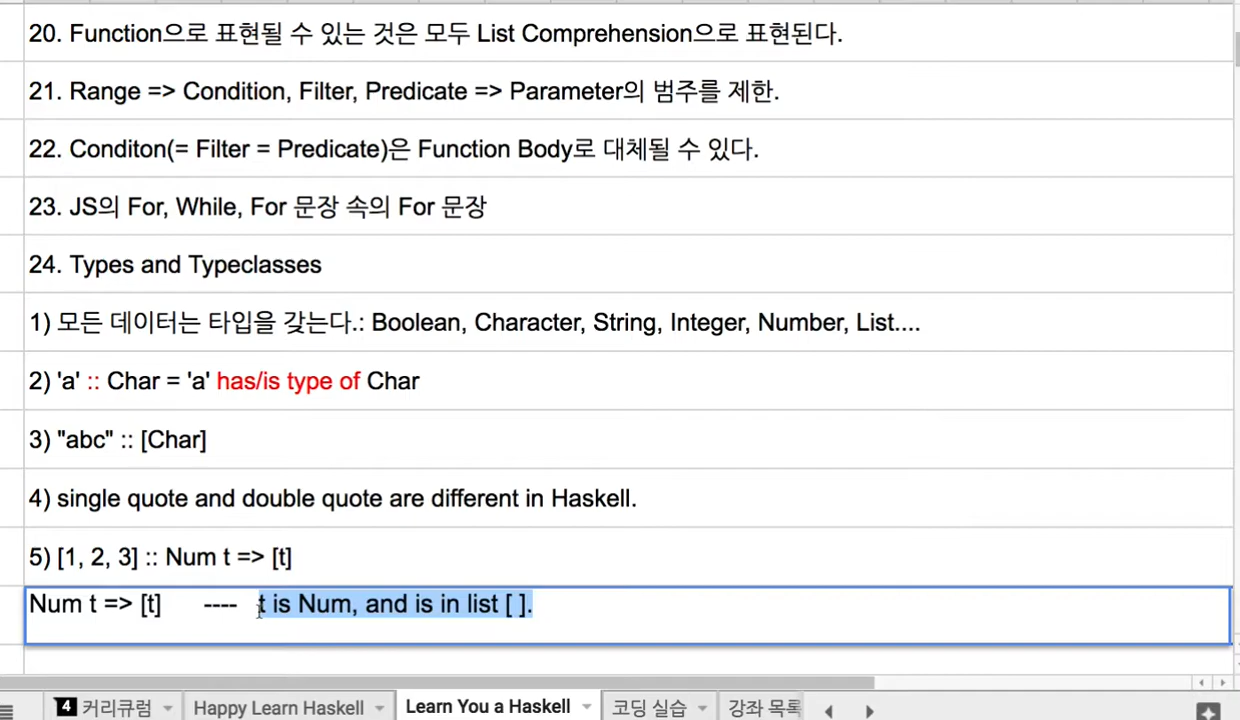 20. Function으로 표현될 수 있는 것은 모두 List Comprehension으로 표현된다.
21. Range => Condition, Filter, Predicate => Parameter의 범주를 제한.
22. Conditon(= Filter = Predicate)은 Function Body로 대체될 수 있다.
23. JS의 For, While, For 문장 속의 For 문장
24. Types and Typeclasses
1) 모든 데이터는 타입을 갖는다.: Boolean, Character, String, Integer, Number, List....
2) 'a' :: Char = 'a' has/is type of Char
3) "abc" :: [Char]
4) single quote and double quote are different in Haskell.
5) [1, 2, 3] :: Num t => [t]
Num t => [t] ---- t is Num, and is in list [ ].
4 커리큐럼 Happy Learn Haskell Learn You a Haskell 코딩 실습 강좌 목록